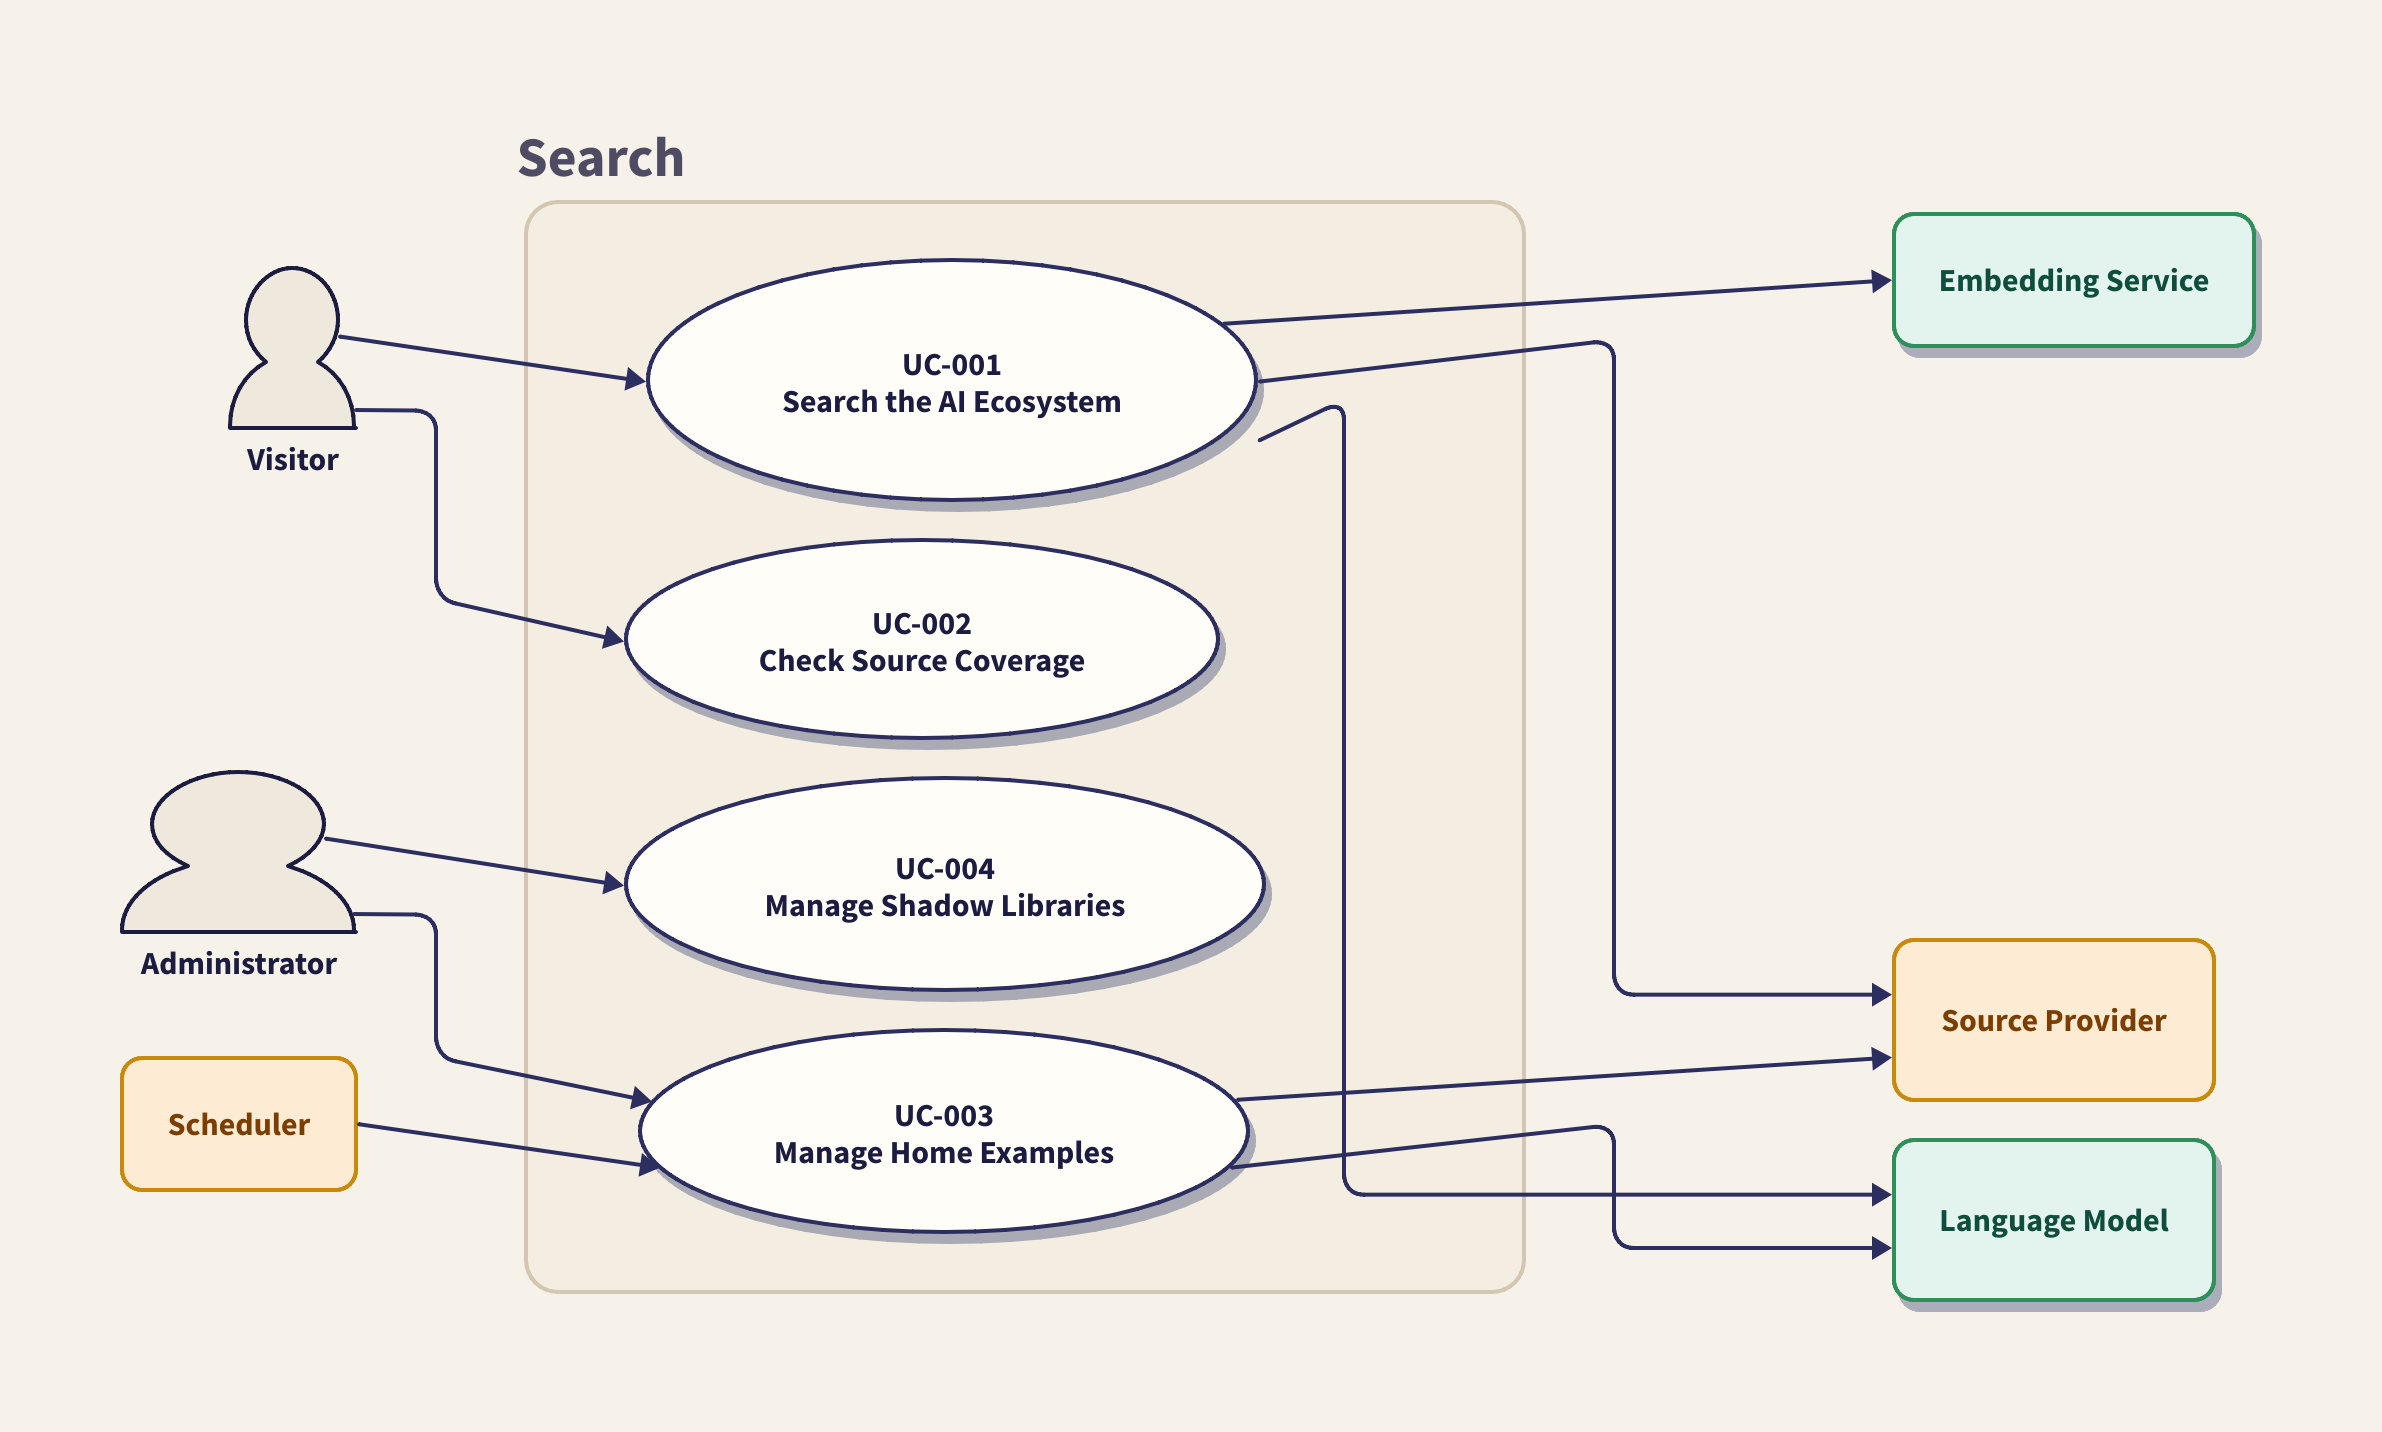 Search
Visitor
UC-001
Search the AI Ecosystem
Embedding Service
UC-002
Check Source Coverage
Administrator
UC-004
Manage Shadow Libraries
Source Provider
Scheduler
UC-003
Manage Home Examples
Language Model